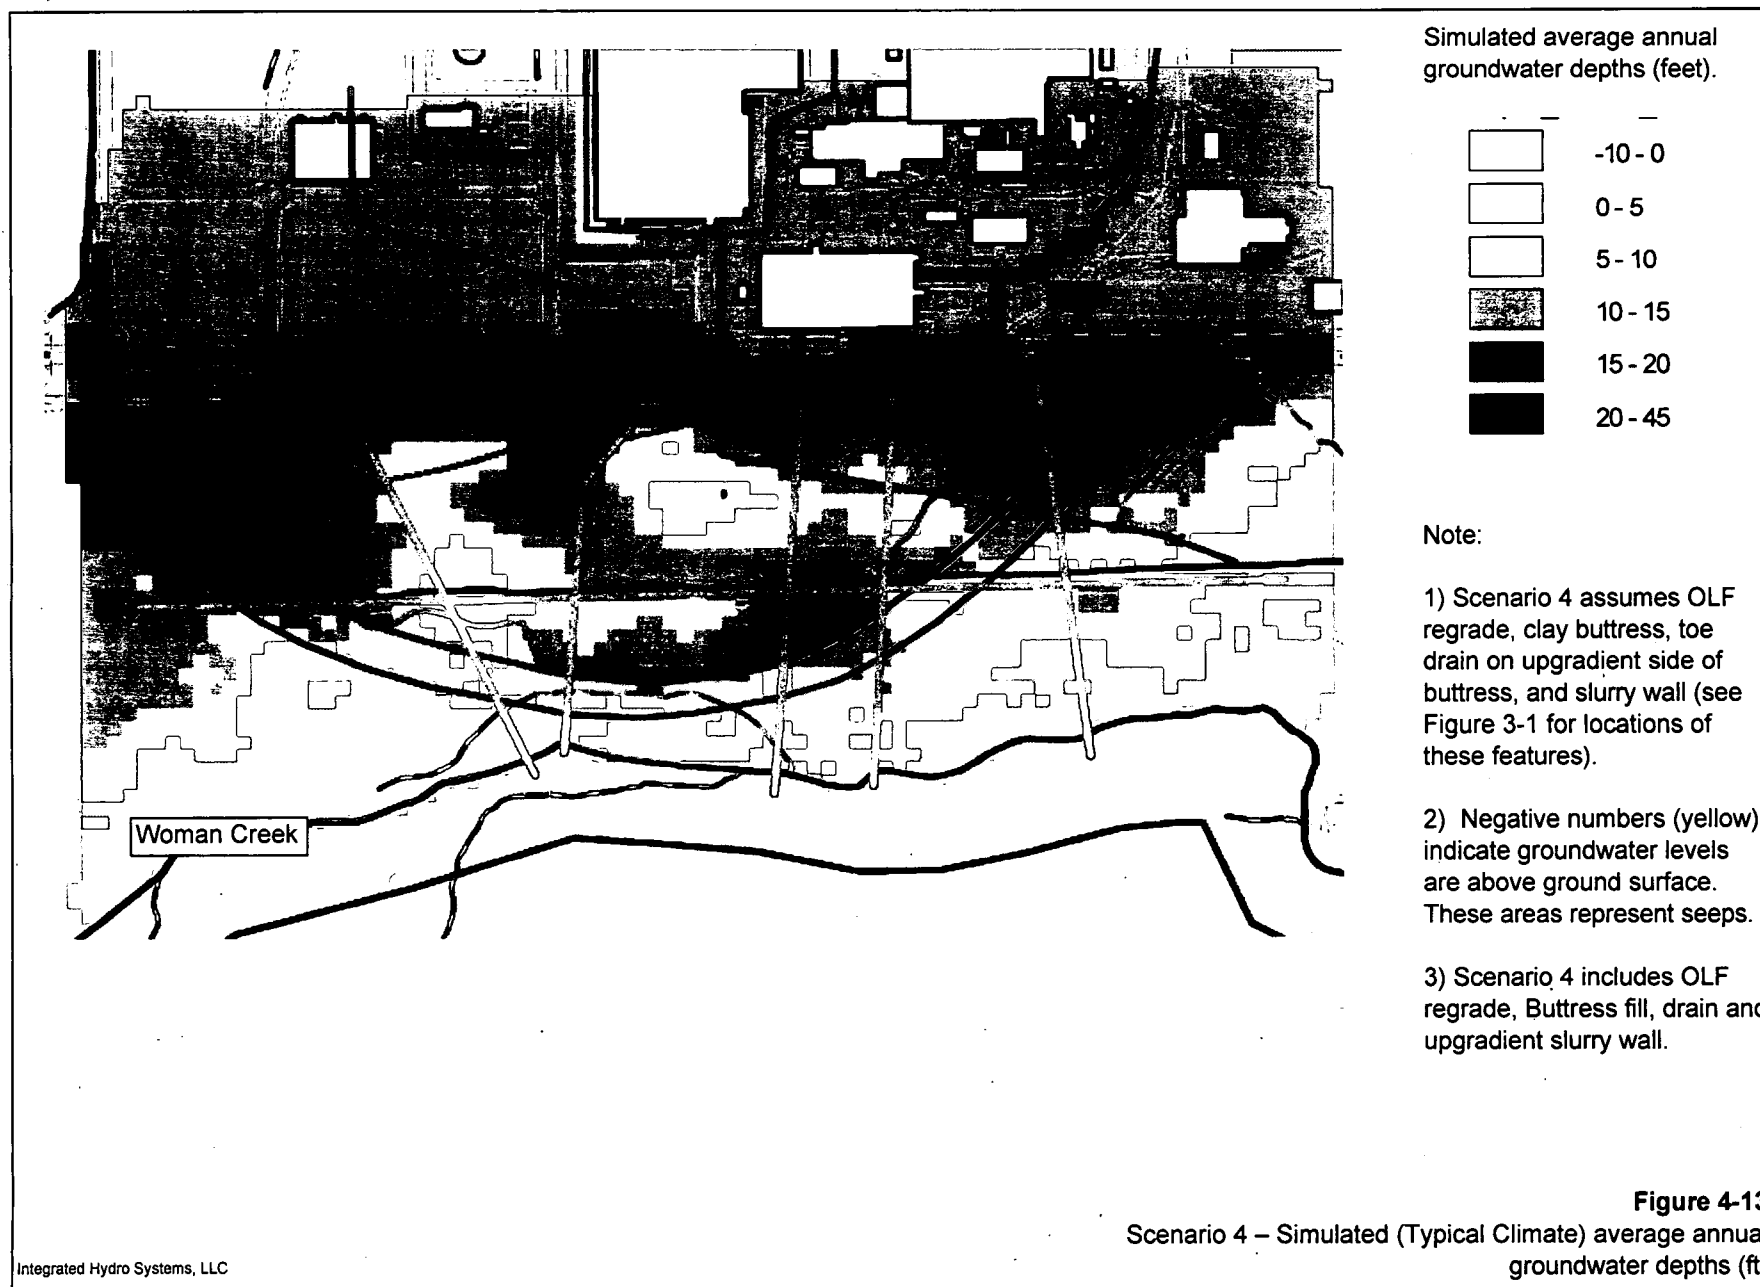 Simulated average annual
groundwater depths (feet).
-10 - 0
0 - 5
5 - 10
10 - 15
15 - 20
20 - 45
Note:
1) Scenario 4 assumes OLF
regrade, clay buttress, toe
drain on upgradient side of
buttress, and slurry wall (see
Figure 3-1 for locations of
these features).
2) Negative numbers (yellow)
indicate groundwater levels
are above ground surface.
These areas represent seeps.
3) Scenario 4 includes OLF
regrade, Buttress fill, drain and
upgradient slurry wall.
Woman Creek
Figure 4-13
Scenario 4 – Simulated (Typical Climate) average annua
groundwater depths (ft
Integrated Hydro Systems, LLC